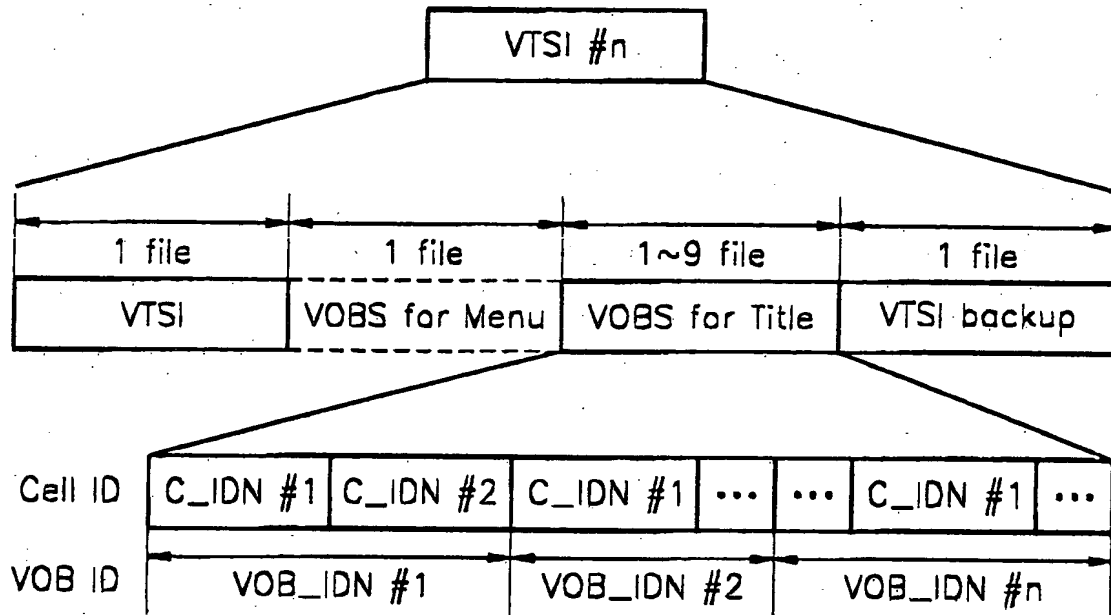 VTSI #n
1 file 1 file 1~9 file 1 file
VTSI VOBS for Menu VOBS for Title VTSI backup
Cell ID C_IDN #1 C_IDN #2 C_IDN #1 ••• ••• C_IDN #1 •••
VOB ID VOB_IDN #1 VOB_IDN #2 VOB_IDN #n